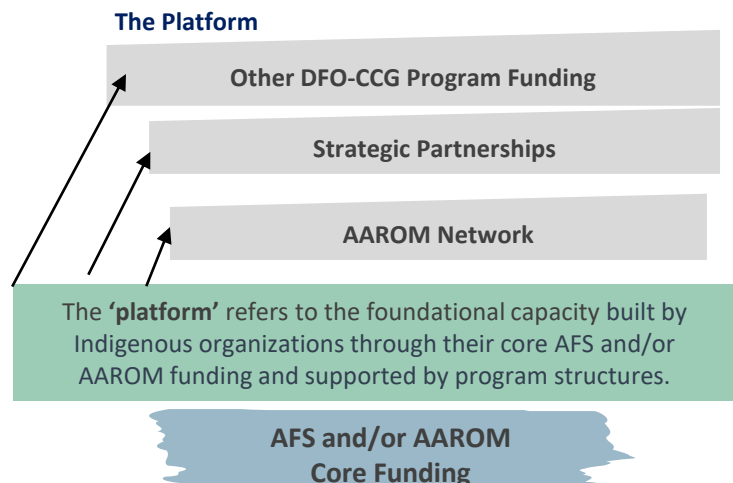 The Platform
Other DFO-CCG Program Funding
Strategic Partnerships
AAROM Network
The ‘platform’ refers to the foundational capacity built by
Indigenous organizations through their core AFS and/or
AAROM funding and supported by program structures.
AFS and/or AAROM
Core Funding